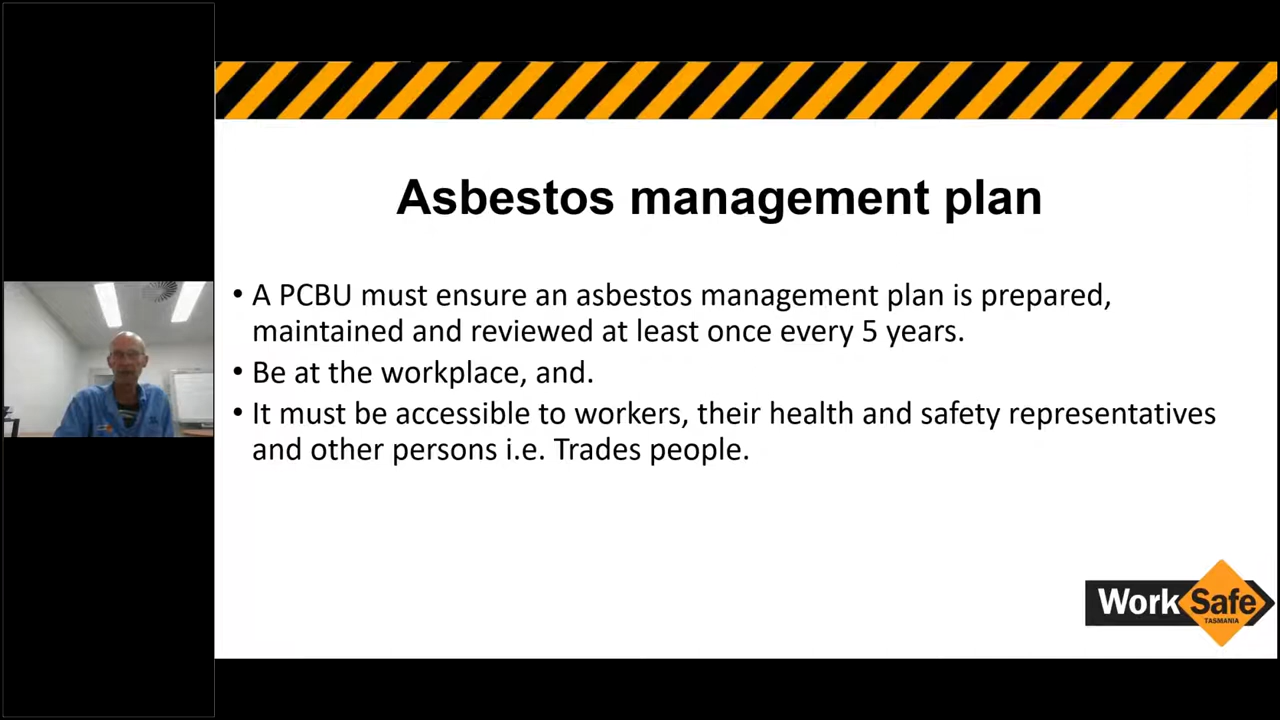 Asbestos management plan
• A PCBU must ensure an asbestos management plan is prepared,
maintained and reviewed at least once every 5 years.
• Be at the workplace, and.
• It must be accessible to workers, their health and safety representatives
and other persons i.e. Trades people.
WorkSafe
TASMANIA